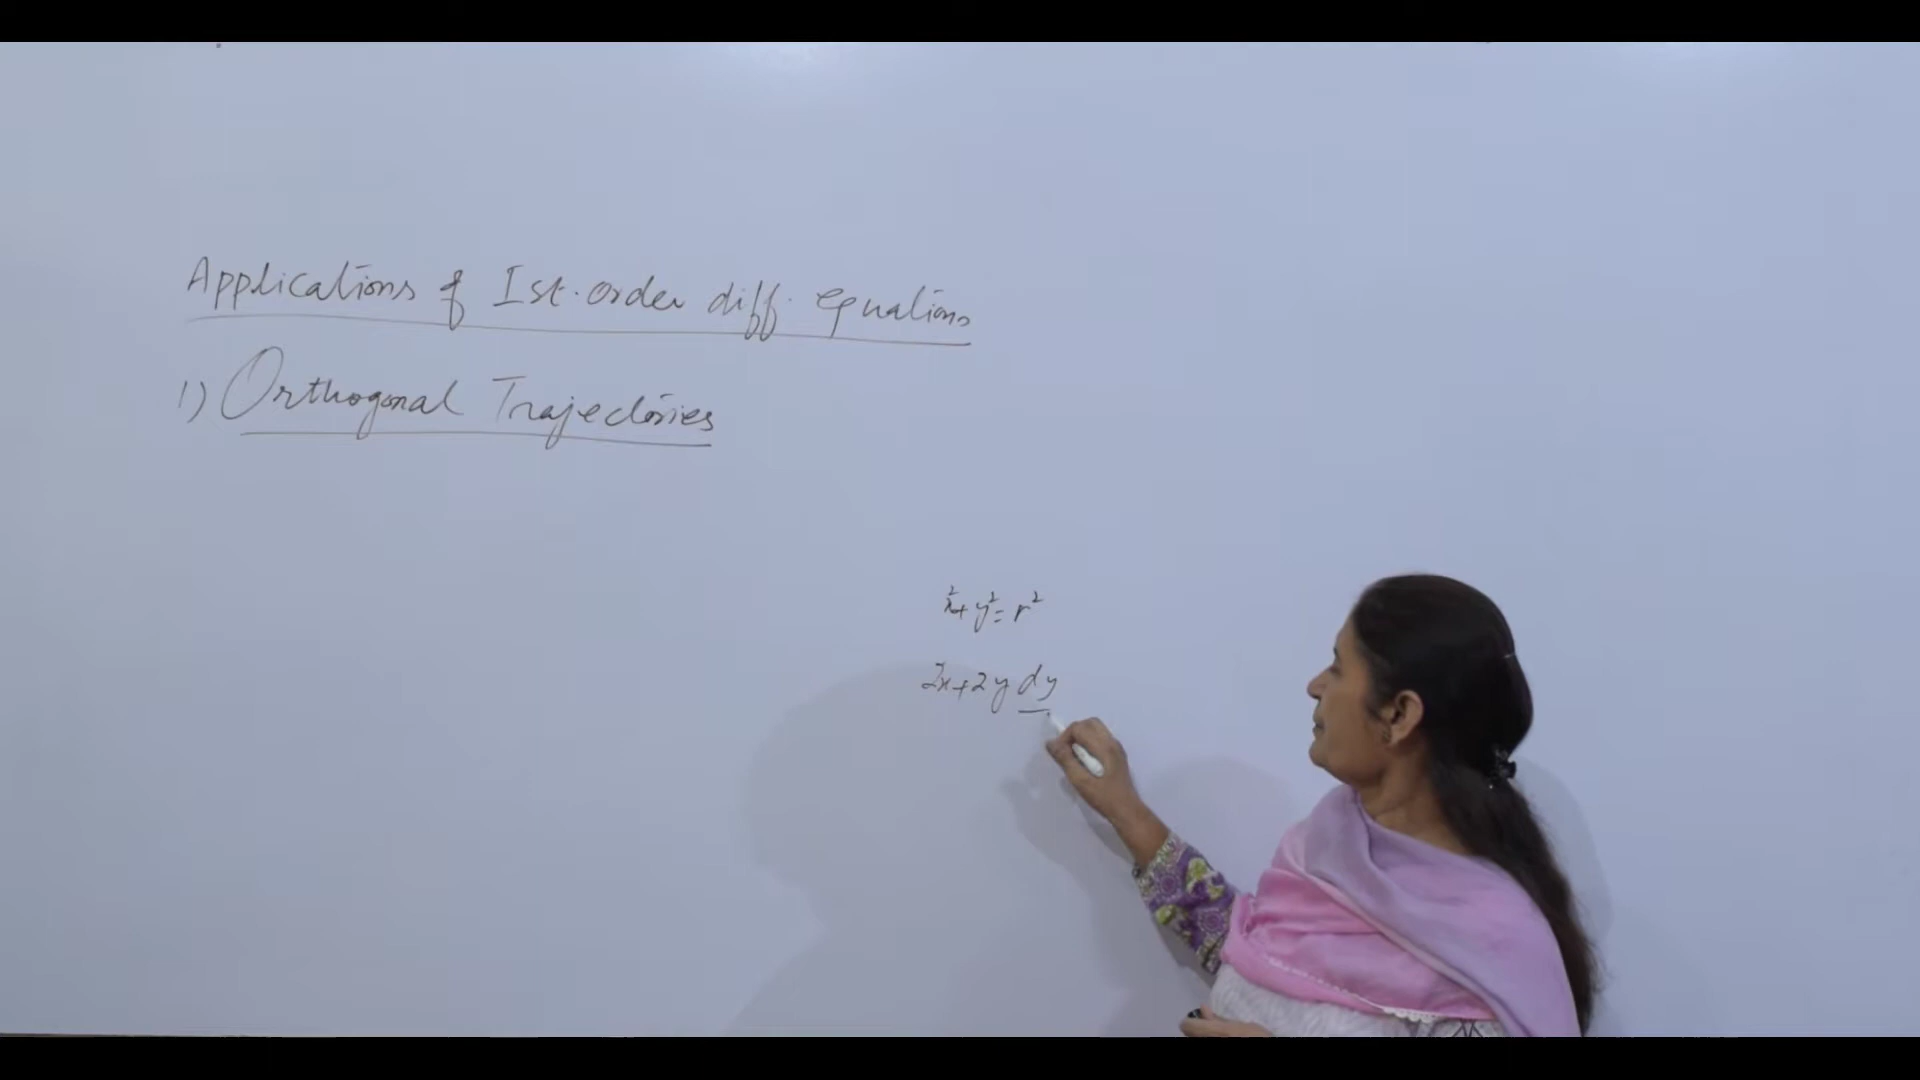 Applications of Ist. order diff. equations
1) Orthogonal Trajectories
x²+y²=r²
2x+2y dy